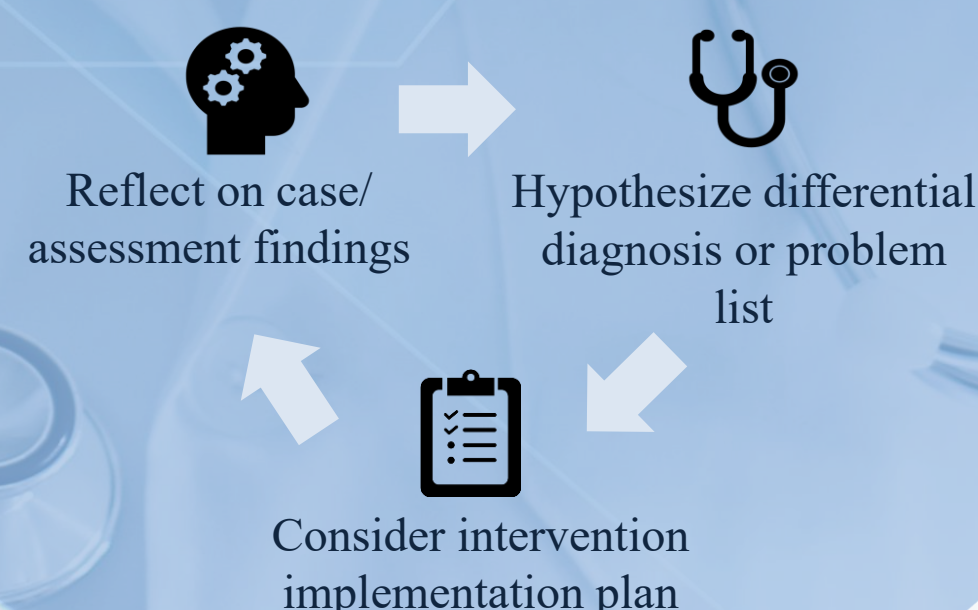 Reflect on case/
assessment findings
Hypothesize differential
diagnosis or problem
list
Consider intervention
implementation plan